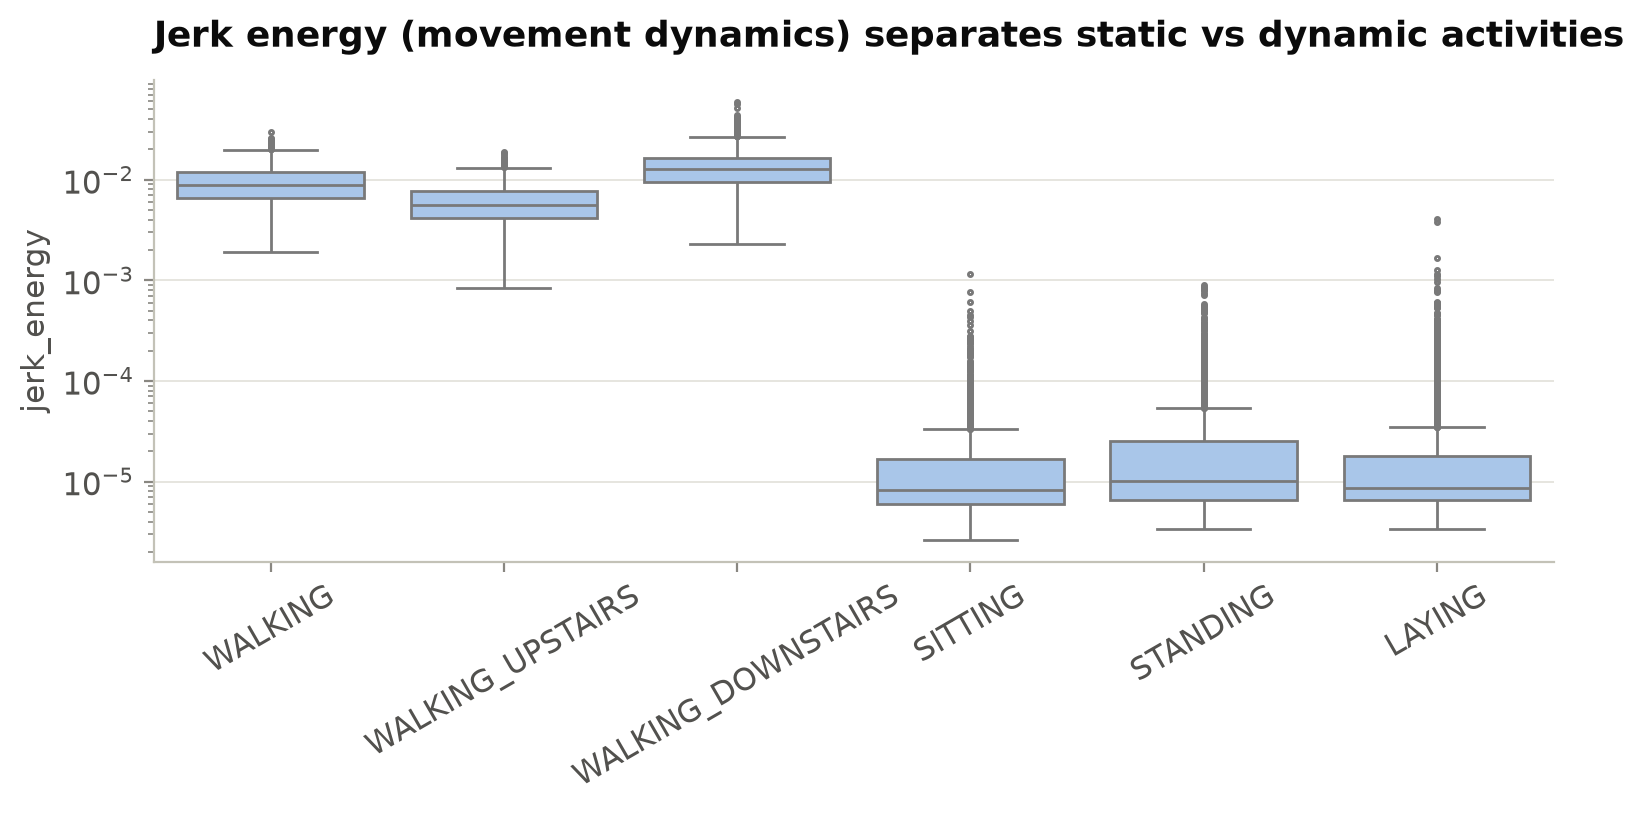 Jerk energy (movement dynamics) separates static vs dynamic activities
jerk_energy
10⁻²
10⁻³
10⁻⁴
10⁻⁵
WALKING
WALKING_UPSTAIRS
WALKING_DOWNSTAIRS
SITTING
STANDING
LAYING